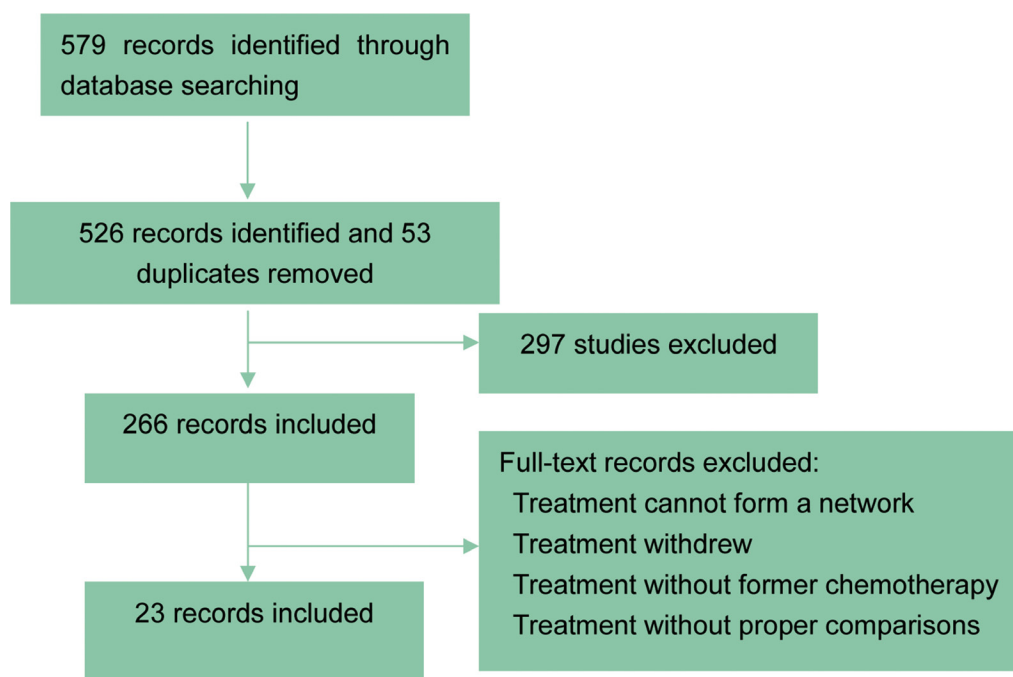 579 records identified through
database searching
526 records identified and 53
duplicates removed
297 studies excluded
266 records included
Full-text records excluded:
Treatment cannot form a network
Treatment withdrew
Treatment without former chemotherapy
Treatment without proper comparisons
23 records included